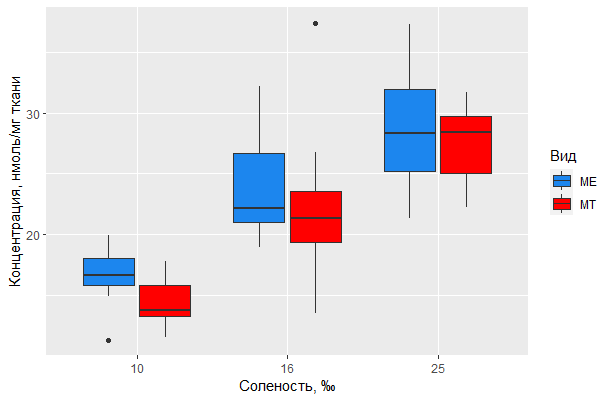 Концентрация, нмоль/мг ткани
30
20
10
16
25
Соленость, ‰
Вид
ME
MT